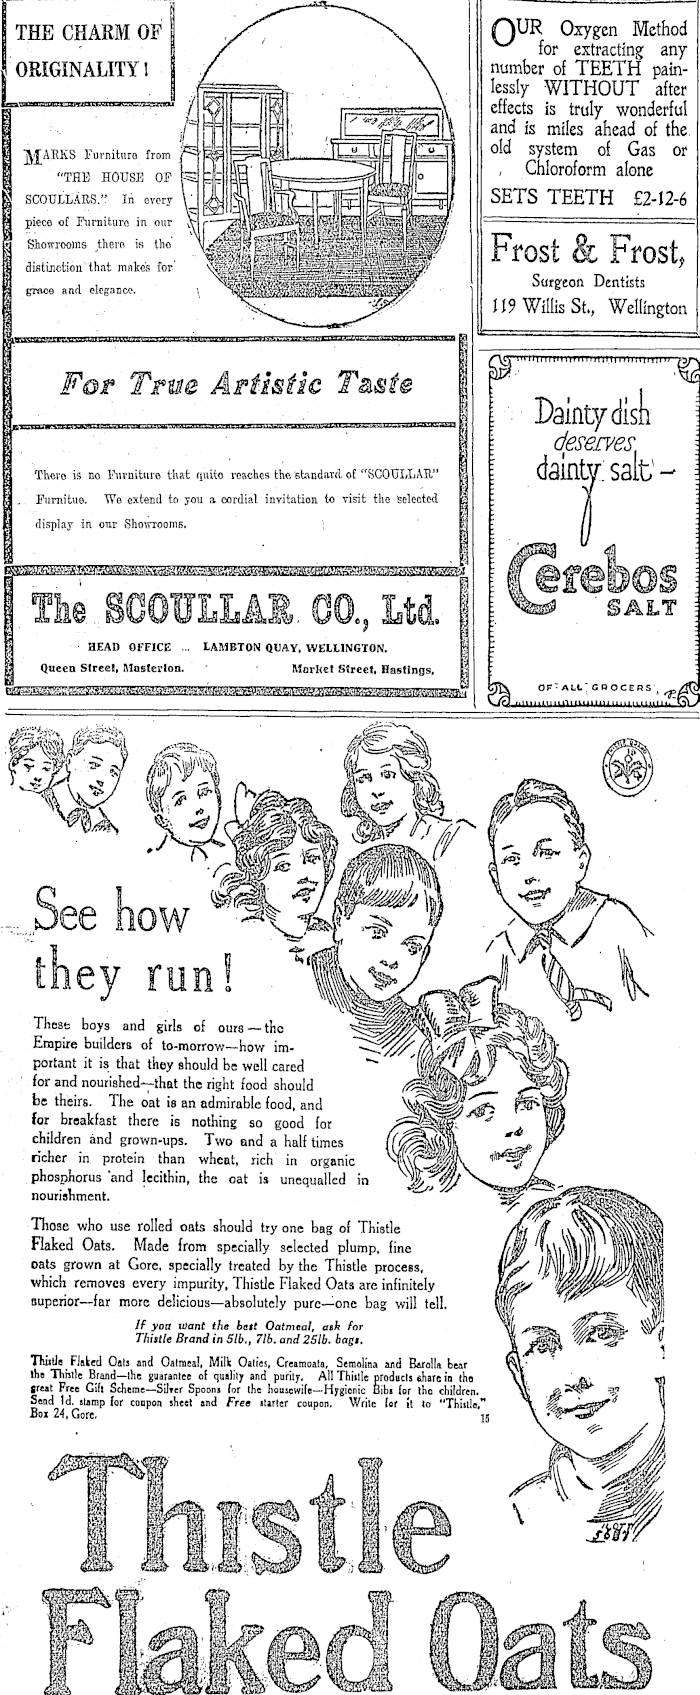 THE CHARM OF
ORIGINALITY!
MARKS Furniture from
"THE HOUSE OF
SCOULLARS." In every
piece of Furniture in our
Showrooms there is the
distinction that makes for
grace and elegance.
For True Artistic Taste
There is no Furniture that quite reaches the standard of "SCOULLAR"
Furnitue. We extend to you a cordial invitation to visit the selected
display in our Showrooms.
The SCOULLAR CO., Ltd.
HEAD OFFICE ... LAMBTON QUAY, WELLINGTON.
Queen Street, Masterton. Market Street, Hastings.
OUR Oxygen Method
for extracting any
number of TEETH pain-
lessly WITHOUT after
effects is truly wonderful
and is miles ahead of the
old system of Gas or
Chloroform alone
SETS TEETH £2-12-6
Frost & Frost,
Surgeon Dentists
119 Willis St., Wellington
Dainty dish
deserves
dainty salt -
Cerebos
SALT
OF ALL GROCERS
See how
they run!
These boys and girls of ours—the
Empire builders of to-morrow—how im-
portant it is that they should be well cared
for and nourished—that the right food should
be theirs. The oat is an admirable food, and
for breakfast there is nothing so good for
children and grown-ups. Two and a half times
richer in protein than wheat, rich in organic
phosphorus and lecithin, the oat is unequalled in
nourishment.
Those who use rolled oats should try one bag of Thistle
Flaked Oats. Made from specially selected plump, fine
oats grown at Gore, specially treated by the Thistle process,
which removes every impurity, Thistle Flaked Oats are infinitely
superior—far more delicious—absolutely pure—one bag will tell.
If you want the best Oatmeal, ask for
Thistle Brand in 5lb., 7lb. and 25lb. bags.
Thistle Flaked Oats and Oatmeal, Milk Oaties, Creamoata, Semolina and Barolla bear
the Thistle Brand—the guarantee of quality and purity. All Thistle products share in the
great Free Gift Scheme—Silver Spoons for the housewife—Hygienic Bibs for the children.
Send 1d. stamp for coupon sheet and Free starter coupon. Write for it to "Thistle,"
Box 24, Gore.
15
Thistle
Flaked Oats